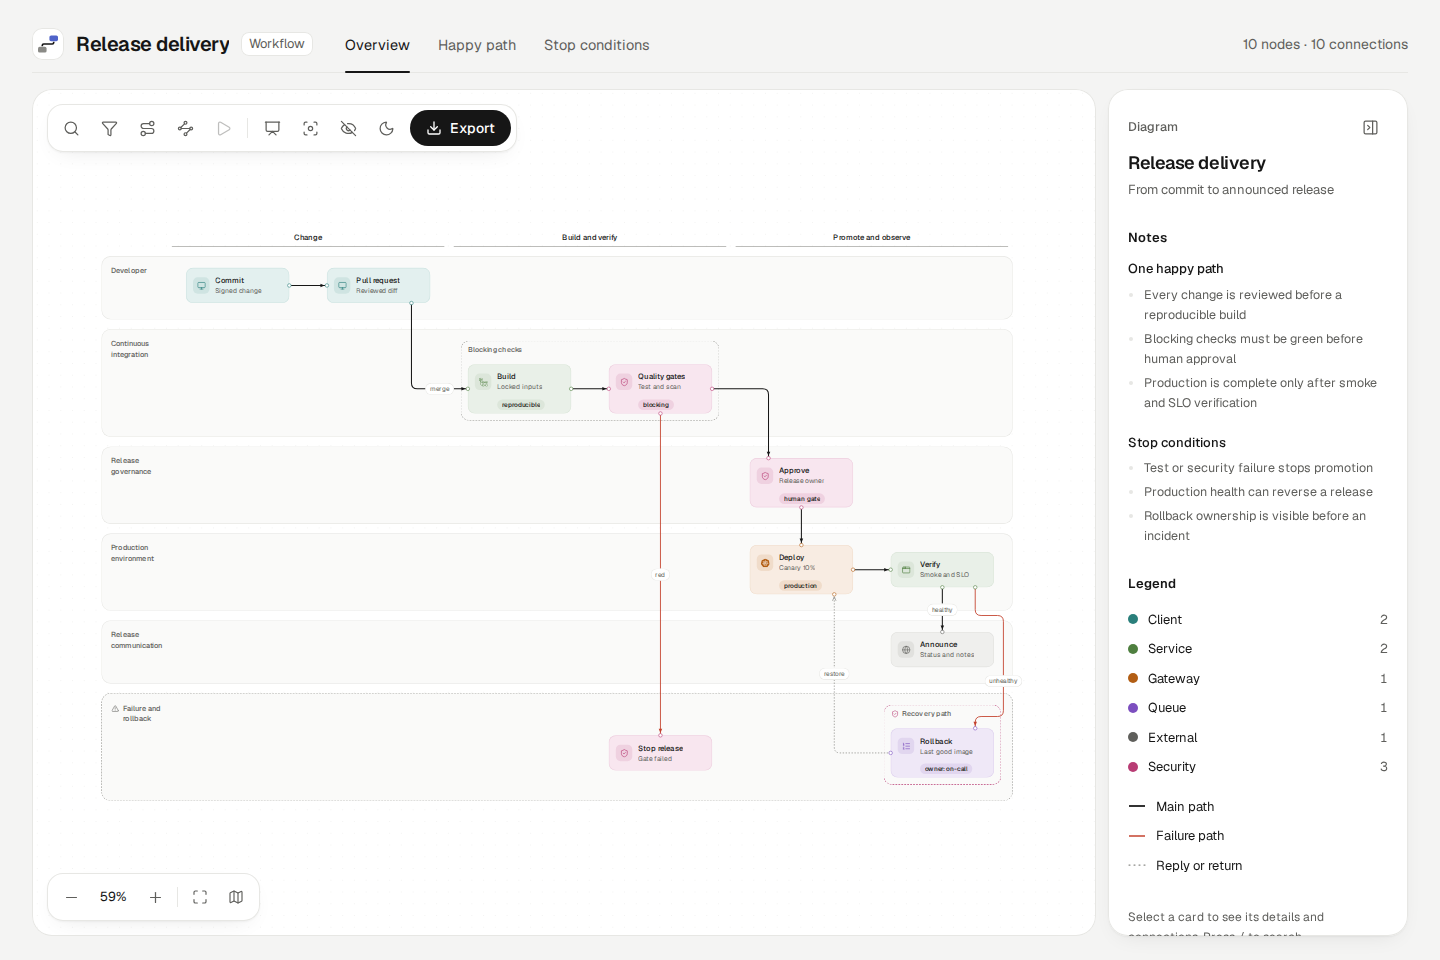 Release delivery
Workflow
Overview
Happy path
Stop conditions
10 nodes · 10 connections
Export
Change
Build and verify
Promote and observe
Developer
Commit
Signed change
Pull request
Reviewed diff
Continuous
integration
Blocking checks
merge
Build
Locked inputs
reproducible
Quality gates
Test and scan
blocking
Release
governance
Approve
Release owner
human gate
Production
environment
Deploy
Canary 10%
production
Verify
Smoke and SLO
red
healthy
Release
communication
Announce
Status and notes
restore
unhealthy
Failure and
rollback
Stop release
Gate failed
Recovery path
Rollback
Last good image
owner: on-call
59%
Diagram
Release delivery
From commit to announced release
Notes
One happy path
Every change is reviewed before a
reproducible build
Blocking checks must be green before
human approval
Production is complete only after smoke
and SLO verification
Stop conditions
Test or security failure stops promotion
Production health can reverse a release
Rollback ownership is visible before an
incident
Legend
Client 2
Service 2
Gateway 1
Queue 1
External 1
Security 3
Main path
Failure path
Reply or return
Select a card to see its details and
connections. Press / to search